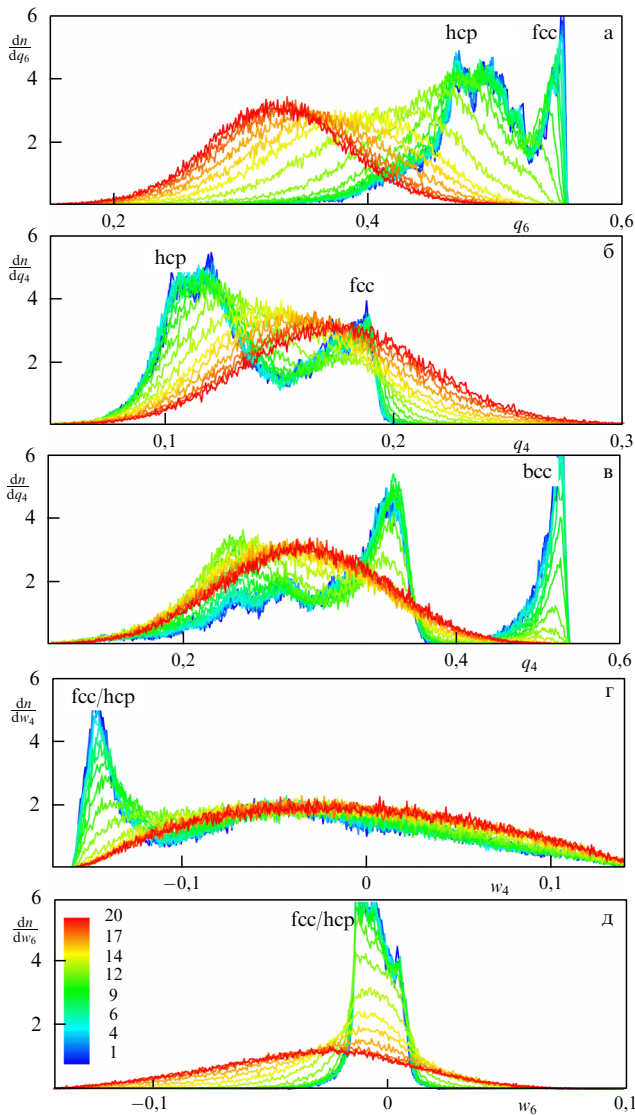 6 hcp fcc а
dn/dq6
4
2
0,2 0,4 q6 0,6
6 б
dn/dq4 hcp fcc
4
2
0,1 0,2 q4 0,3
6 bcc в
dn/dq4
4
2
0,2 0,4 q4 0,6
6 fcc/hcp г
dn/dw4
4
2
−0,1 0 w4 0,1
6 fcc/hcp д
dn/dw6
20
17
14
12
9
6
4
1
4
2
−0,1 0 w6 0,1